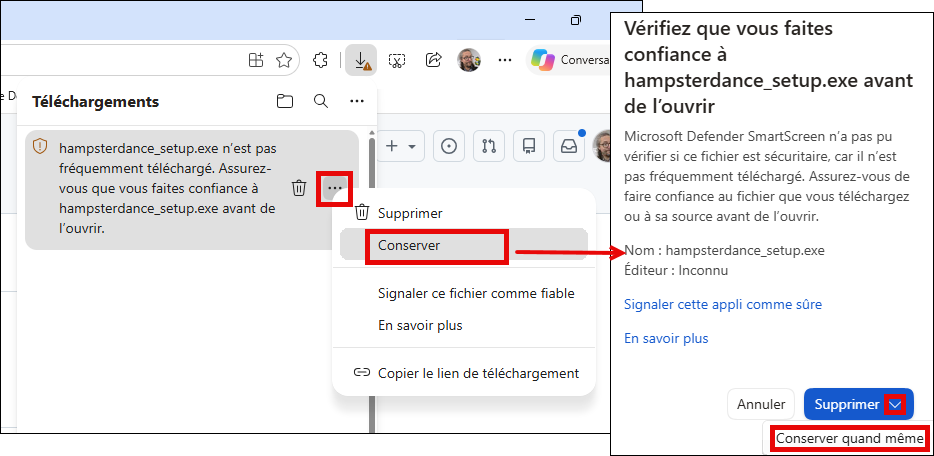 Conversa
e D
Téléchargements
hampsterdance_setup.exe n’est pas
fréquemment téléchargé. Assurez-
vous que vous faites confiance à
hampsterdance_setup.exe avant de
l’ouvrir.
Supprimer
Conserver
Signaler ce fichier comme fiable
En savoir plus
Copier le lien de téléchargement
Vérifiez que vous faites
confiance à
hampsterdance_setup.exe avant
de l’ouvrir
Microsoft Defender SmartScreen n’a pas pu
vérifier si ce fichier est sécuritaire, car il n’est
pas fréquemment téléchargé. Assurez-vous de
faire confiance au fichier que vous téléchargez
ou à sa source avant de l’ouvrir.
Nom : hampsterdance_setup.exe
Éditeur : Inconnu
Signaler cette appli comme sûre
En savoir plus
Annuler
Supprimer
Conserver quand même